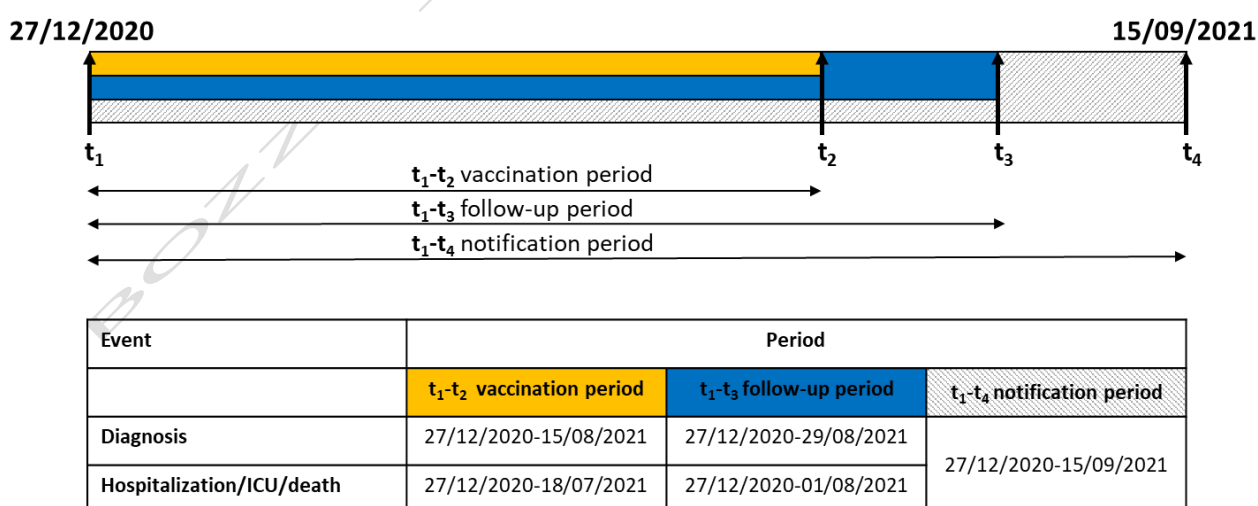 27/12/2020 15/09/2021
t₁ t₂ t₃ t₄
t₁-t₂ vaccination period
t₁-t₃ follow-up period
t₁-t₄ notification period
BOZZ
Event Period
t₁-t₂ vaccination period t₁-t₃ follow-up period t₁-t₄ notification period
Diagnosis 27/12/2020-15/08/2021 27/12/2020-29/08/2021 27/12/2020-15/09/2021
Hospitalization/ICU/death 27/12/2020-18/07/2021 27/12/2020-01/08/2021